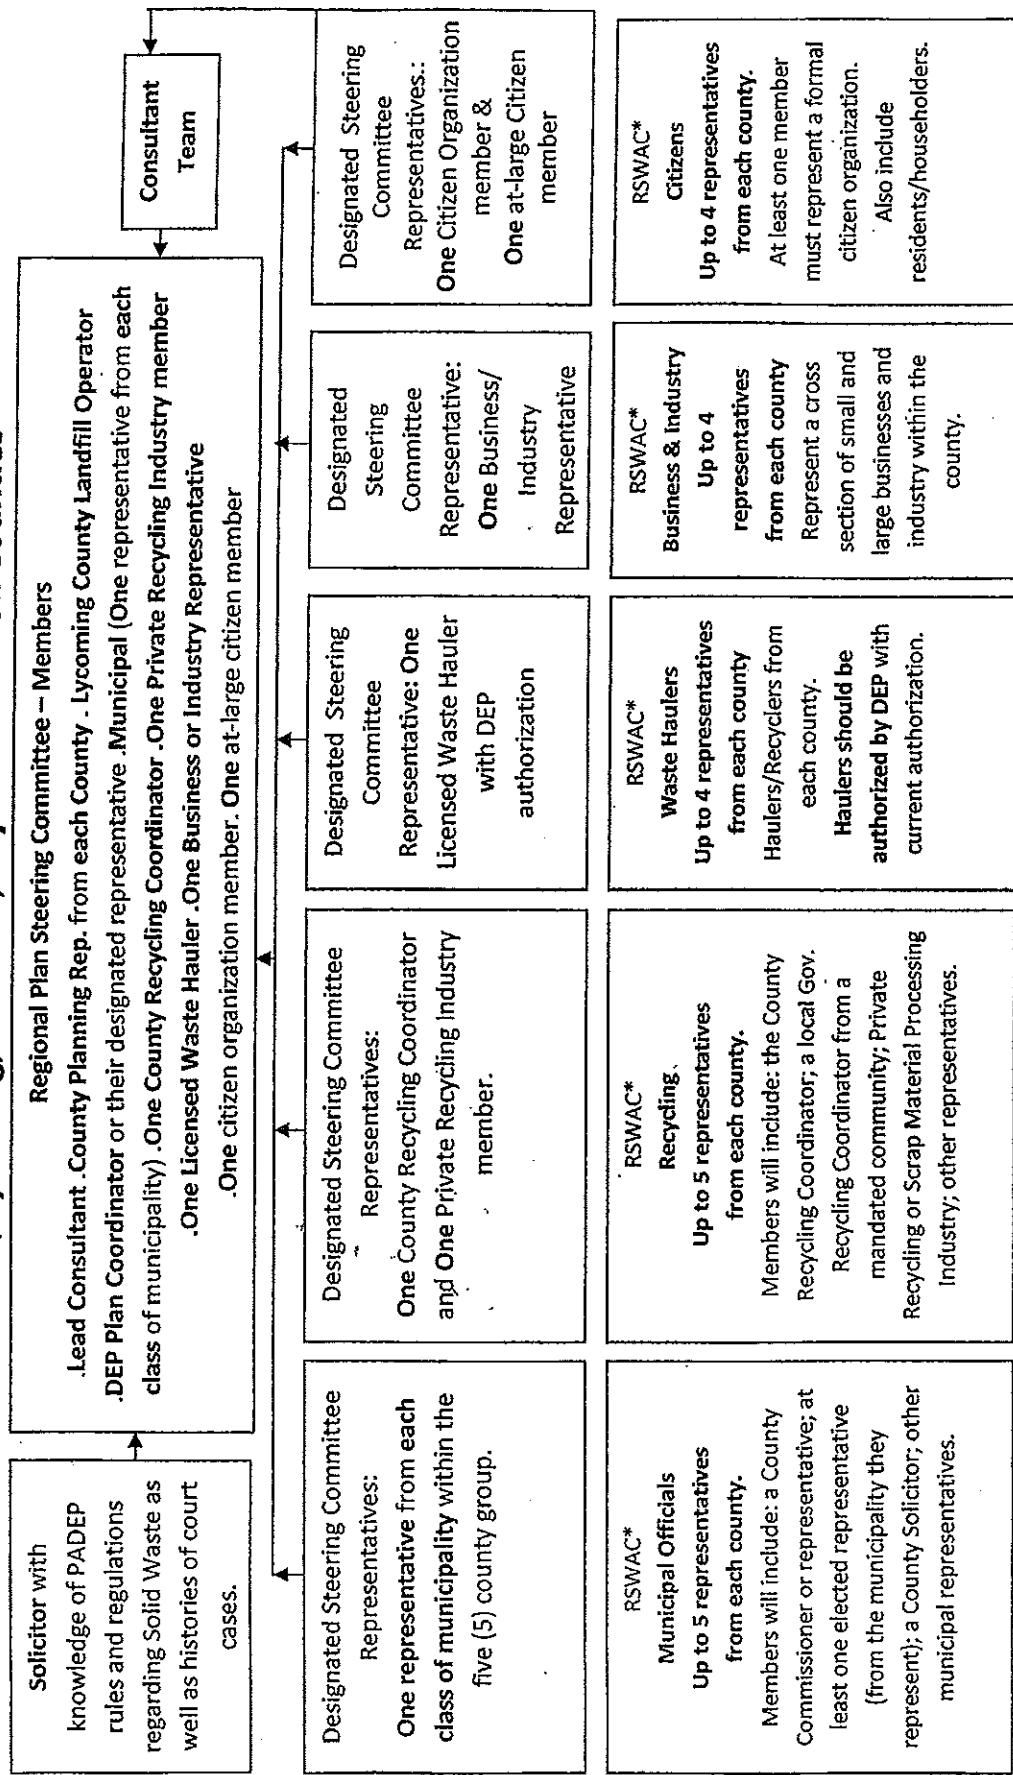 Regional Plan Steering Committee – Members
.Lead Consultant .County Planning Rep. from each County . Lycoming County Landfill Operator
.DEP Plan Coordinator or their designated representative .Municipal (One representative from each
class of municipality) .One County Recycling Coordinator .One Private Recycling Industry member
.One Licensed Waste Hauler .One Business or Industry Representative
.One citizen organization member. One at-large citizen member
Solicitor with
knowledge of PADEP
rules and regulations
regarding Solid Waste as
well as histories of court
cases.
Consultant
Team
Designated Steering Committee
Representatives:
One representative from each
class of municipality within the
five (5) county group.
Designated Steering Committee
Representatives:
One County Recycling Coordinator
and One Private Recycling Industry
member.
Designated Steering
Committee
Representative: One
Licensed Waste Hauler
with DEP
authorization
Designated
Steering
Committee
Representative:
One Business/
Industry
Representative
Designated Steering
Committee
Representatives.:
One Citizen Organization
member &
One at-large Citizen
member
RSWAC*
Municipal Officials
Up to 5 representatives
from each county.
Members will include: a County
Commissioner or representative; at
least one elected representative
(from the municipality they
represent); a County Solicitor; other
municipal representatives.
RSWAC*
Recycling
Up to 5 representatives
from each county.
Members will include: the County
Recycling Coordinator; a local Gov.
Recycling Coordinator from a
mandated community; Private
Recycling or Scrap Material Processing
Industry; other representatives.
RSWAC*
Waste Haulers
Up to 4 representatives
from each county
Haulers/Recyclers from
each county.
Haulers should be
authorized by DEP with
current authorization.
RSWAC*
Business & Industry
Up to 4
representatives
from each county
Represent a cross
section of small and
large businesses and
industry within the
county.
RSWAC*
Citizens
Up to 4 representatives
from each county.
At least one member
must represent a formal
citizen organization.
Also include
residents/householders.